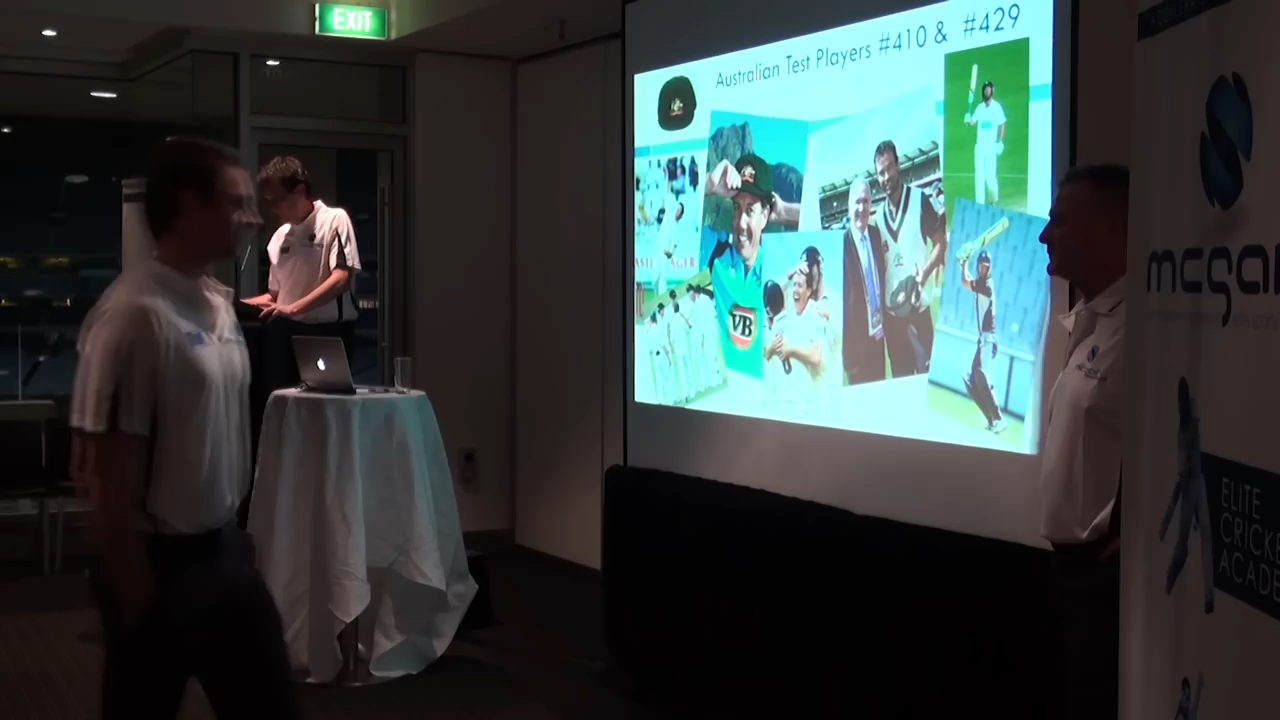 EXIT
Australian Test Players #410 & #429
VB
mcga
ELITE
CRICKE
ACADE